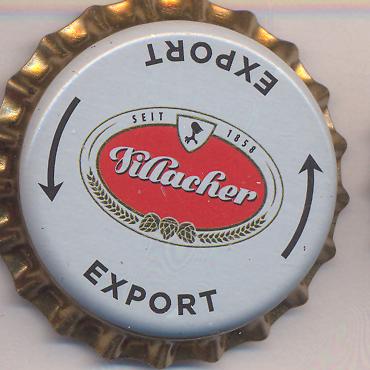 EXPORT
SEIT 1858
Villacher
EXPORT